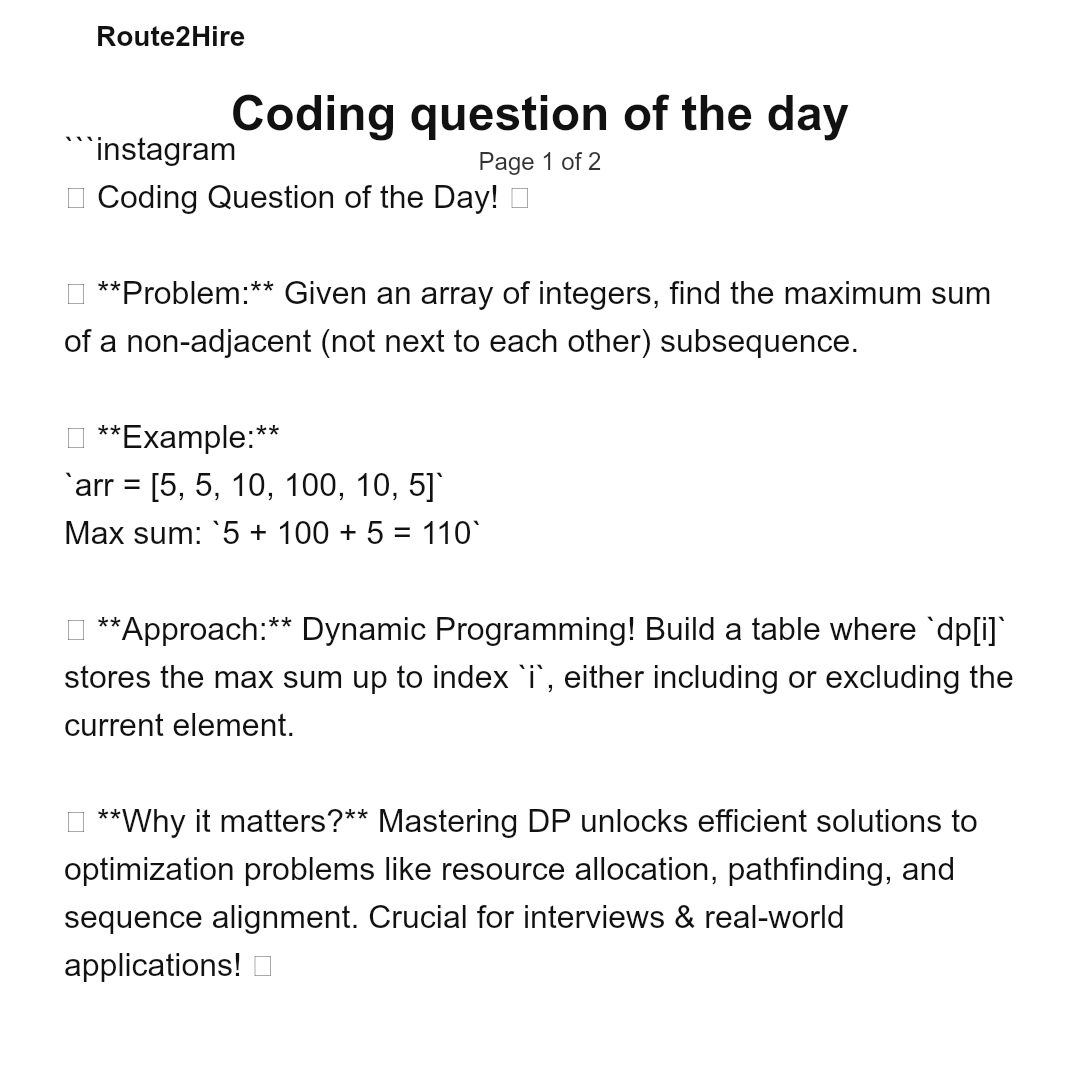 Route2Hire
Coding question of the day
```instagram
Page 1 of 2
□ Coding Question of the Day! □
□ **Problem:** Given an array of integers, find the maximum sum
of a non-adjacent (not next to each other) subsequence.
□ **Example:**
`arr = [5, 5, 10, 100, 10, 5]`
Max sum: `5 + 100 + 5 = 110`
□ **Approach:** Dynamic Programming! Build a table where `dp[i]`
stores the max sum up to index `i`, either including or excluding the
current element.
□ **Why it matters?** Mastering DP unlocks efficient solutions to
optimization problems like resource allocation, pathfinding, and
sequence alignment. Crucial for interviews & real-world
applications! □